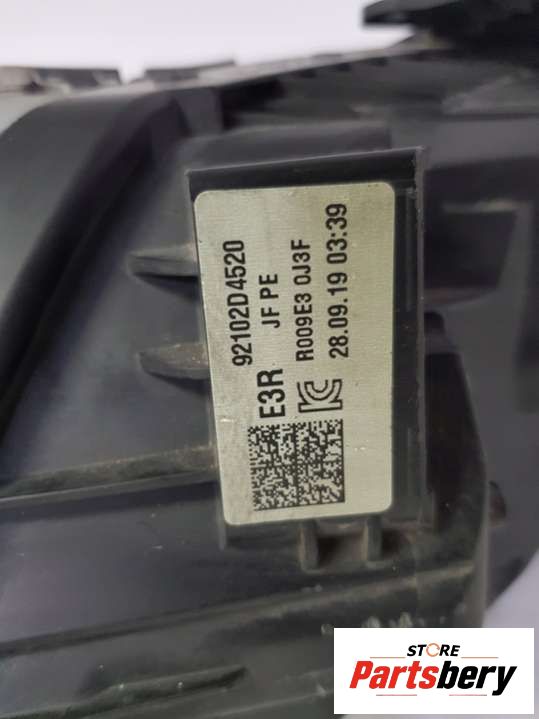 92102D4520
JF PE
E3R
R009E3 0J3F
28.09.19 03:39
STORE
Partsbery